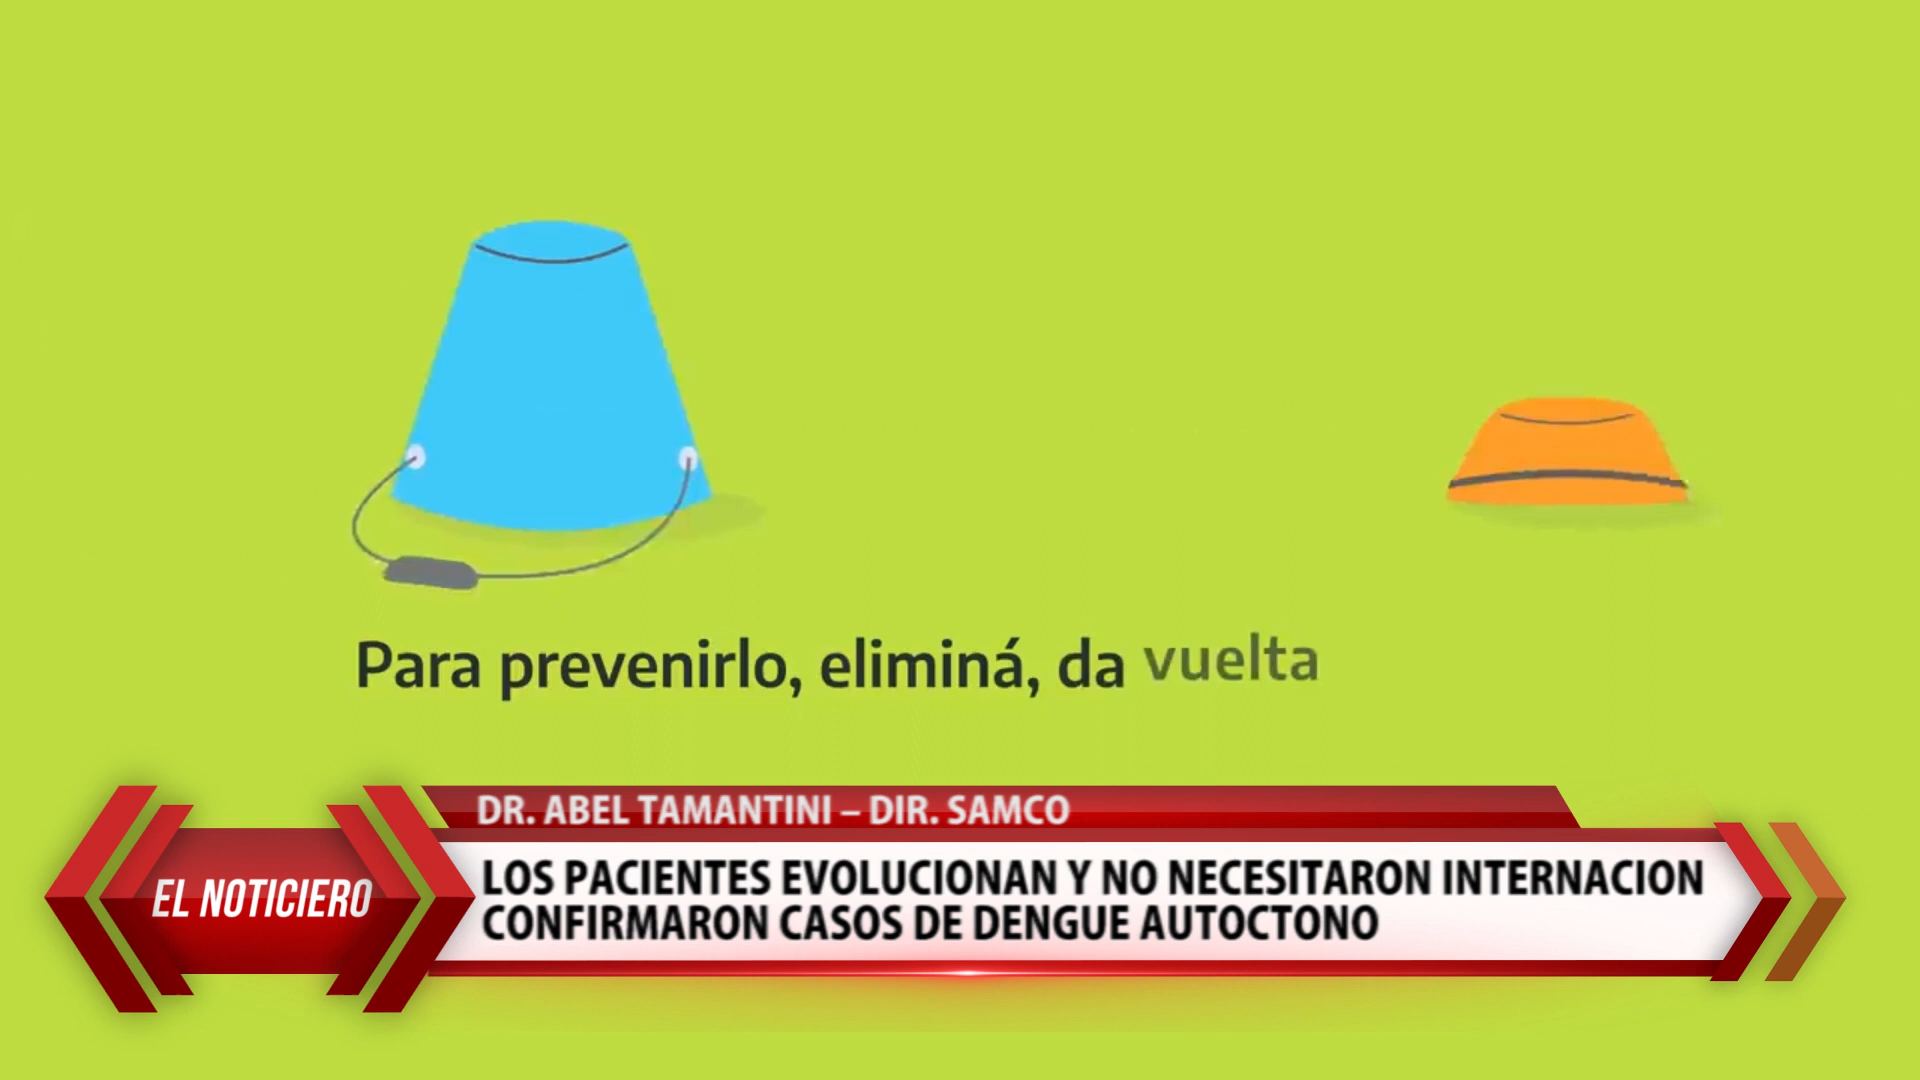 Para prevenirlo, eliminá, da vuelta
DR. ABEL TAMANTINI – DIR. SAMCO
EL NOTICIERO
LOS PACIENTES EVOLUCIONAN Y NO NECESITARON INTERNACION
CONFIRMARON CASOS DE DENGUE AUTOCTONO